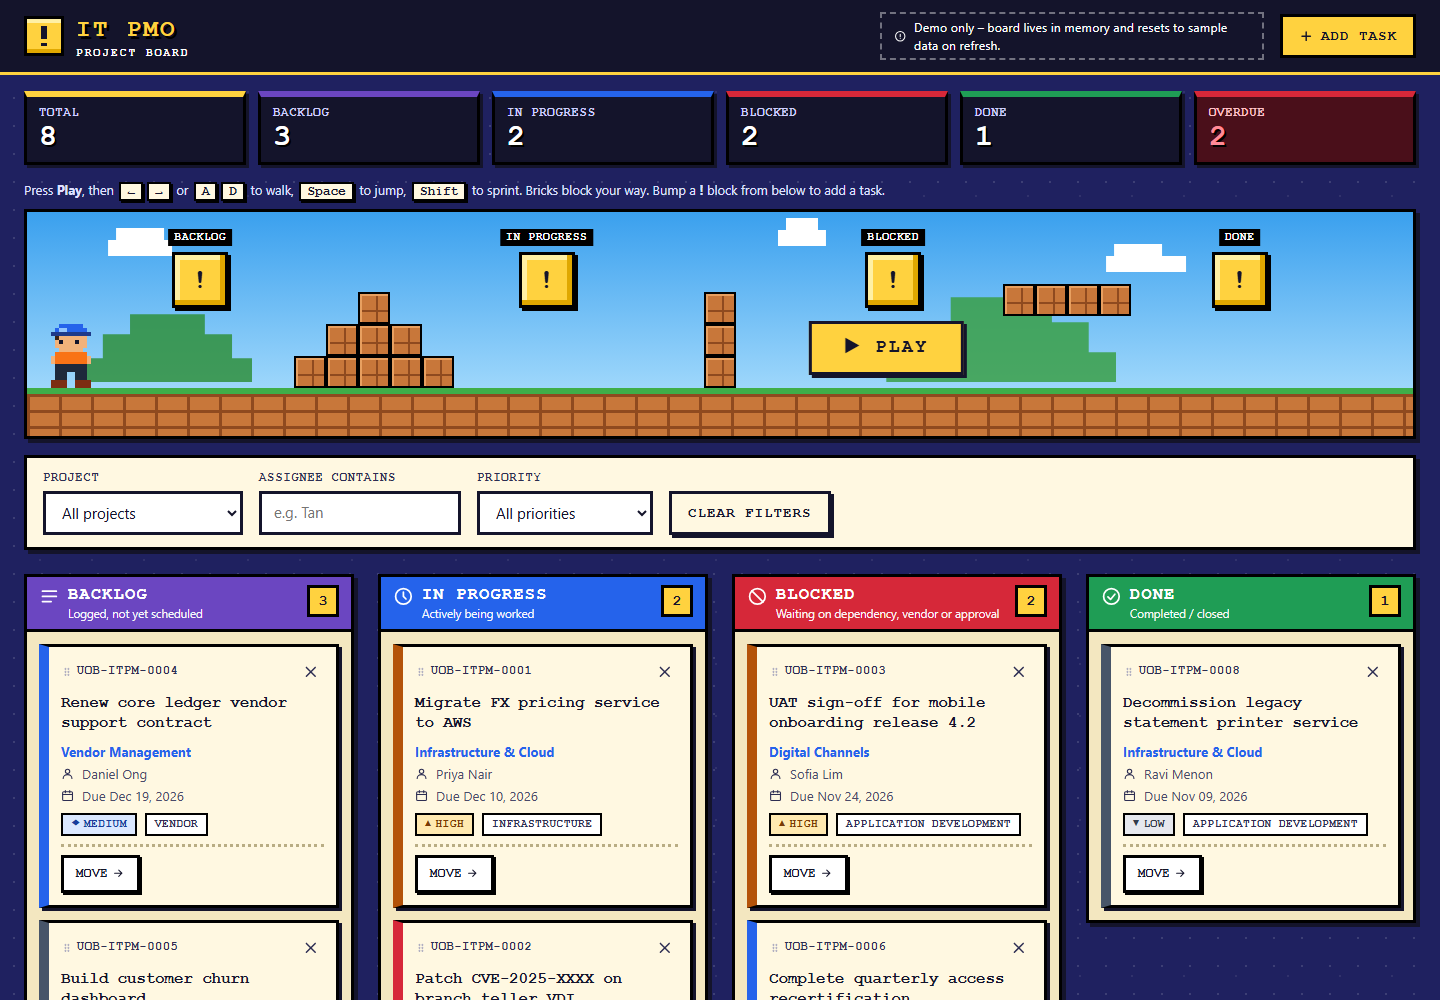 !
IT PMO
PROJECT BOARD
Demo only – board lives in memory and resets to sample
data on refresh.
+ ADD TASK
TOTAL
8
BACKLOG
3
IN PROGRESS
2
BLOCKED
2
DONE
1
OVERDUE
2
Press Play, then ← → or A D to walk, Space to jump, Shift to sprint. Bricks block your way. Bump a ! block from below to add a task.
BACKLOG
!
IN PROGRESS
!
BLOCKED
!
DONE
!
PLAY
PROJECT
All projects
ASSIGNEE CONTAINS
e.g. Tan
PRIORITY
All priorities
CLEAR FILTERS
BACKLOG
Logged, not yet scheduled
3
UOB-ITPM-0004
Renew core ledger vendor
support contract
Vendor Management
Daniel Ong
Due Dec 19, 2026
MEDIUM
VENDOR
MOVE →
UOB-ITPM-0005
Build customer churn
dashboard
IN PROGRESS
Actively being worked
2
UOB-ITPM-0001
Migrate FX pricing service
to AWS
Infrastructure & Cloud
Priya Nair
Due Dec 10, 2026
HIGH
INFRASTRUCTURE
MOVE →
UOB-ITPM-0002
Patch CVE-2025-XXXX on
branch teller VDI
BLOCKED
Waiting on dependency, vendor or approval
2
UOB-ITPM-0003
UAT sign-off for mobile
onboarding release 4.2
Digital Channels
Sofia Lim
Due Nov 24, 2026
HIGH
APPLICATION DEVELOPMENT
MOVE →
UOB-ITPM-0006
Complete quarterly access
recertification
DONE
Completed / closed
1
UOB-ITPM-0008
Decommission legacy
statement printer service
Infrastructure & Cloud
Ravi Menon
Due Nov 09, 2026
LOW
APPLICATION DEVELOPMENT
MOVE →